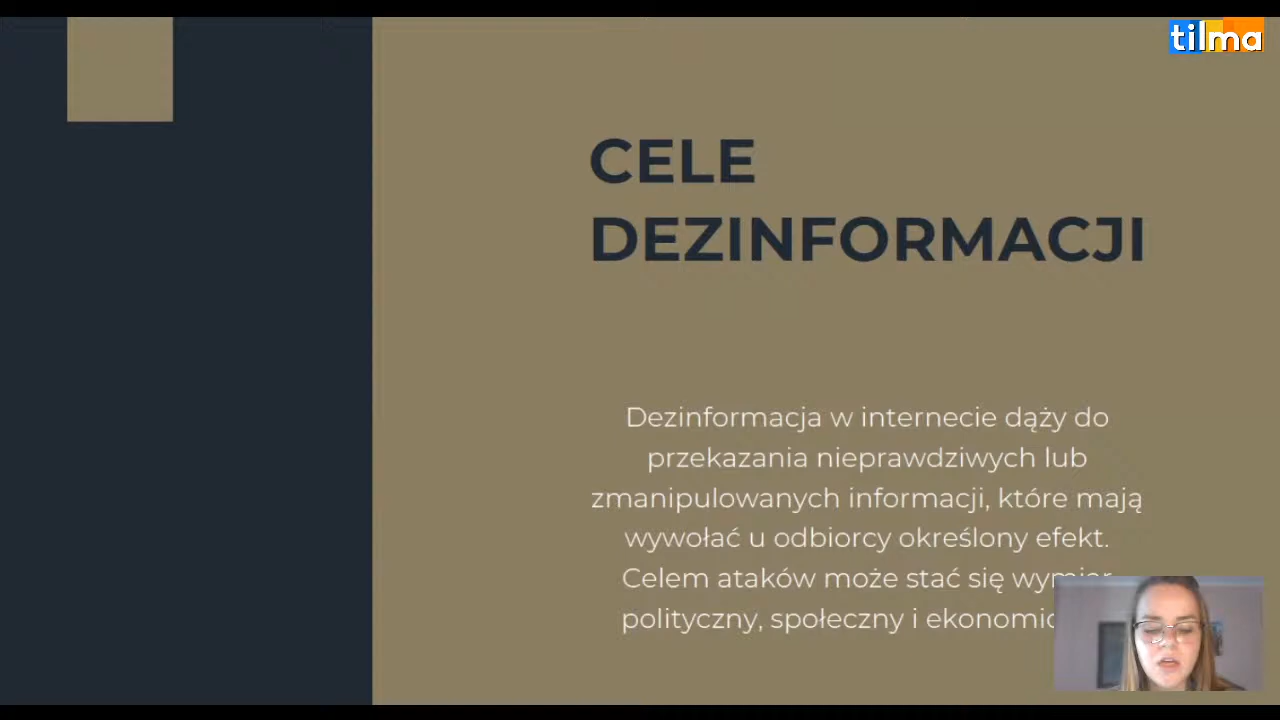 tilma
CELE
DEZINFORMACJI
Dezinformacja w internecie dąży do
przekazania nieprawdziwych lub
zmanipulowanych informacji, które mają
wywołać u odbiorcy określony efekt.
Celem ataków może stać się
polityczny, społeczny i